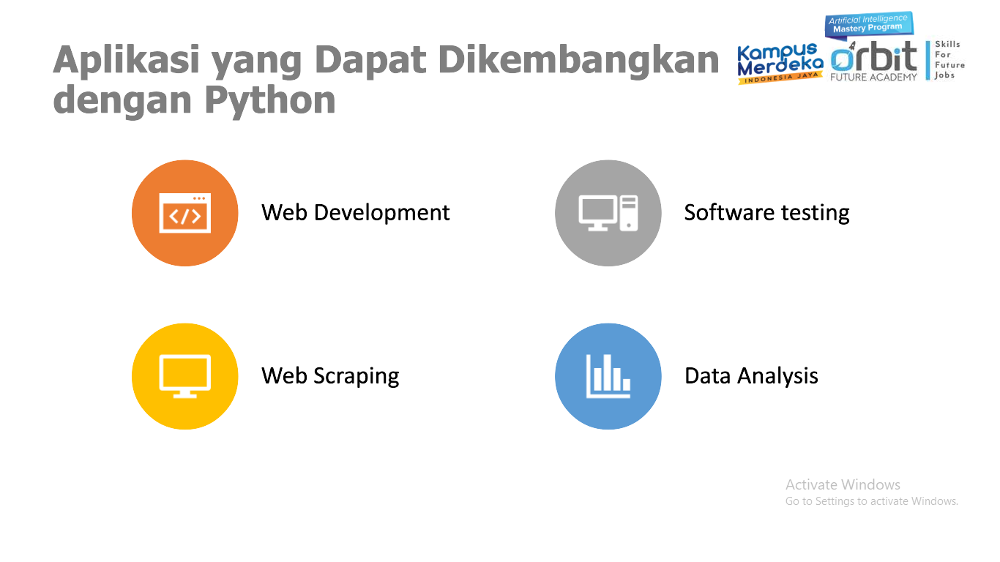 Aplikasi yang Dapat Dikembangkan
dengan Python
Artificial Intelligence
Mastery Program
Kampus
Merdeka
INDONESIA JAYA
orbit
FUTURE ACADEMY
Skills
For
Future
Jobs
</>
Web Development
Software testing
Web Scraping
Data Analysis
Activate Windows
Go to Settings to activate Windows.